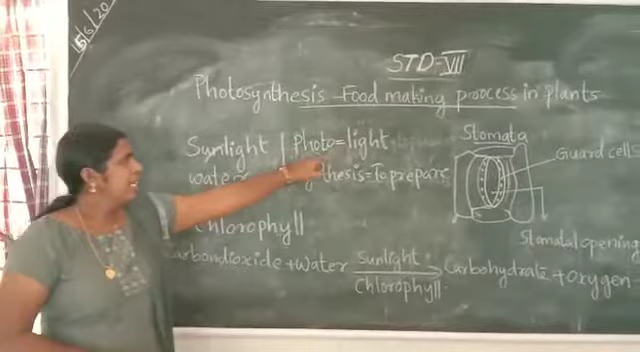 15/6/20
STD-VII
Photosynthesis - Food making process in plants
Sunlight
Photo=light
water
thesis=To prepare
chlorophyll
Stomata
Guard cells
Stomatal opening
arbondioxide+water sunlight Chlorophyll Carbohydrate+oxygen